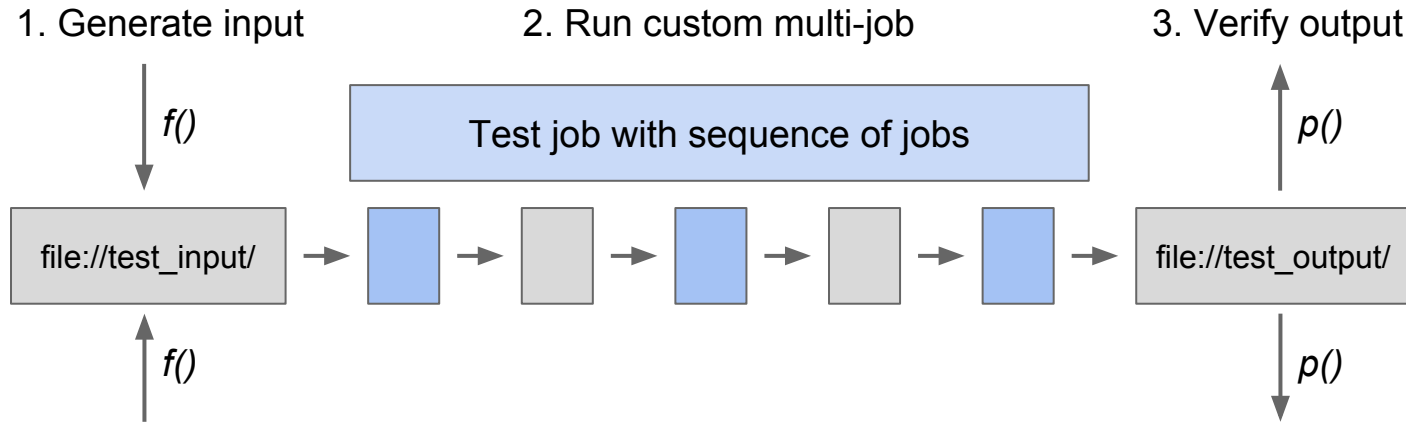 1. Generate input
2. Run custom multi-job
3. Verify output
f()
p()
Test job with sequence of jobs
file://test_input/
file://test_output/
f()
p()